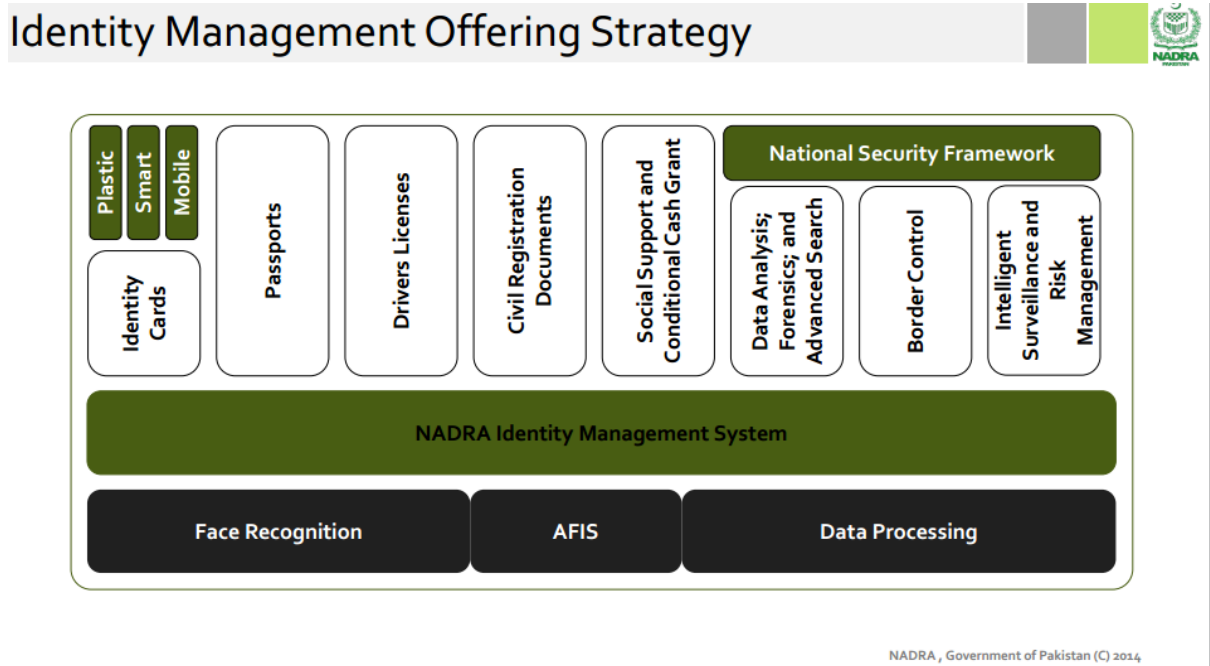 Identity Management Offering Strategy
NADRA
PAKISTAN
Plastic
Smart
Mobile
Identity
Cards
Passports
Drivers Licenses
Civil Registration
Documents
Social Support and
Conditional Cash Grant
National Security Framework
Data Analysis;
Forensics; and
Advanced Search
Border Control
Intelligent
Surveillance and
Risk
Management
NADRA Identity Management System
Face Recognition
AFIS
Data Processing
NADRA , Government of Pakistan (C) 2014